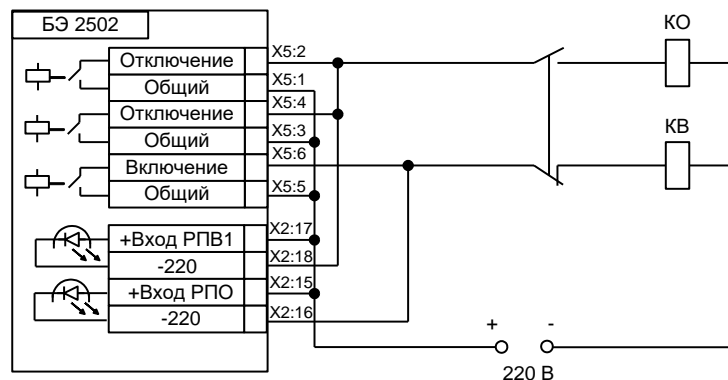 БЭ 2502
КО
Отключение X5:2
Общий X5:1
Отключение X5:4
КВ
Общий X5:3
Включение X5:6
Общий X5:5
+Вход РПВ1 X2:17
-220 X2:18
+Вход РПО X2:15
-220 X2:16
+ -
220 В